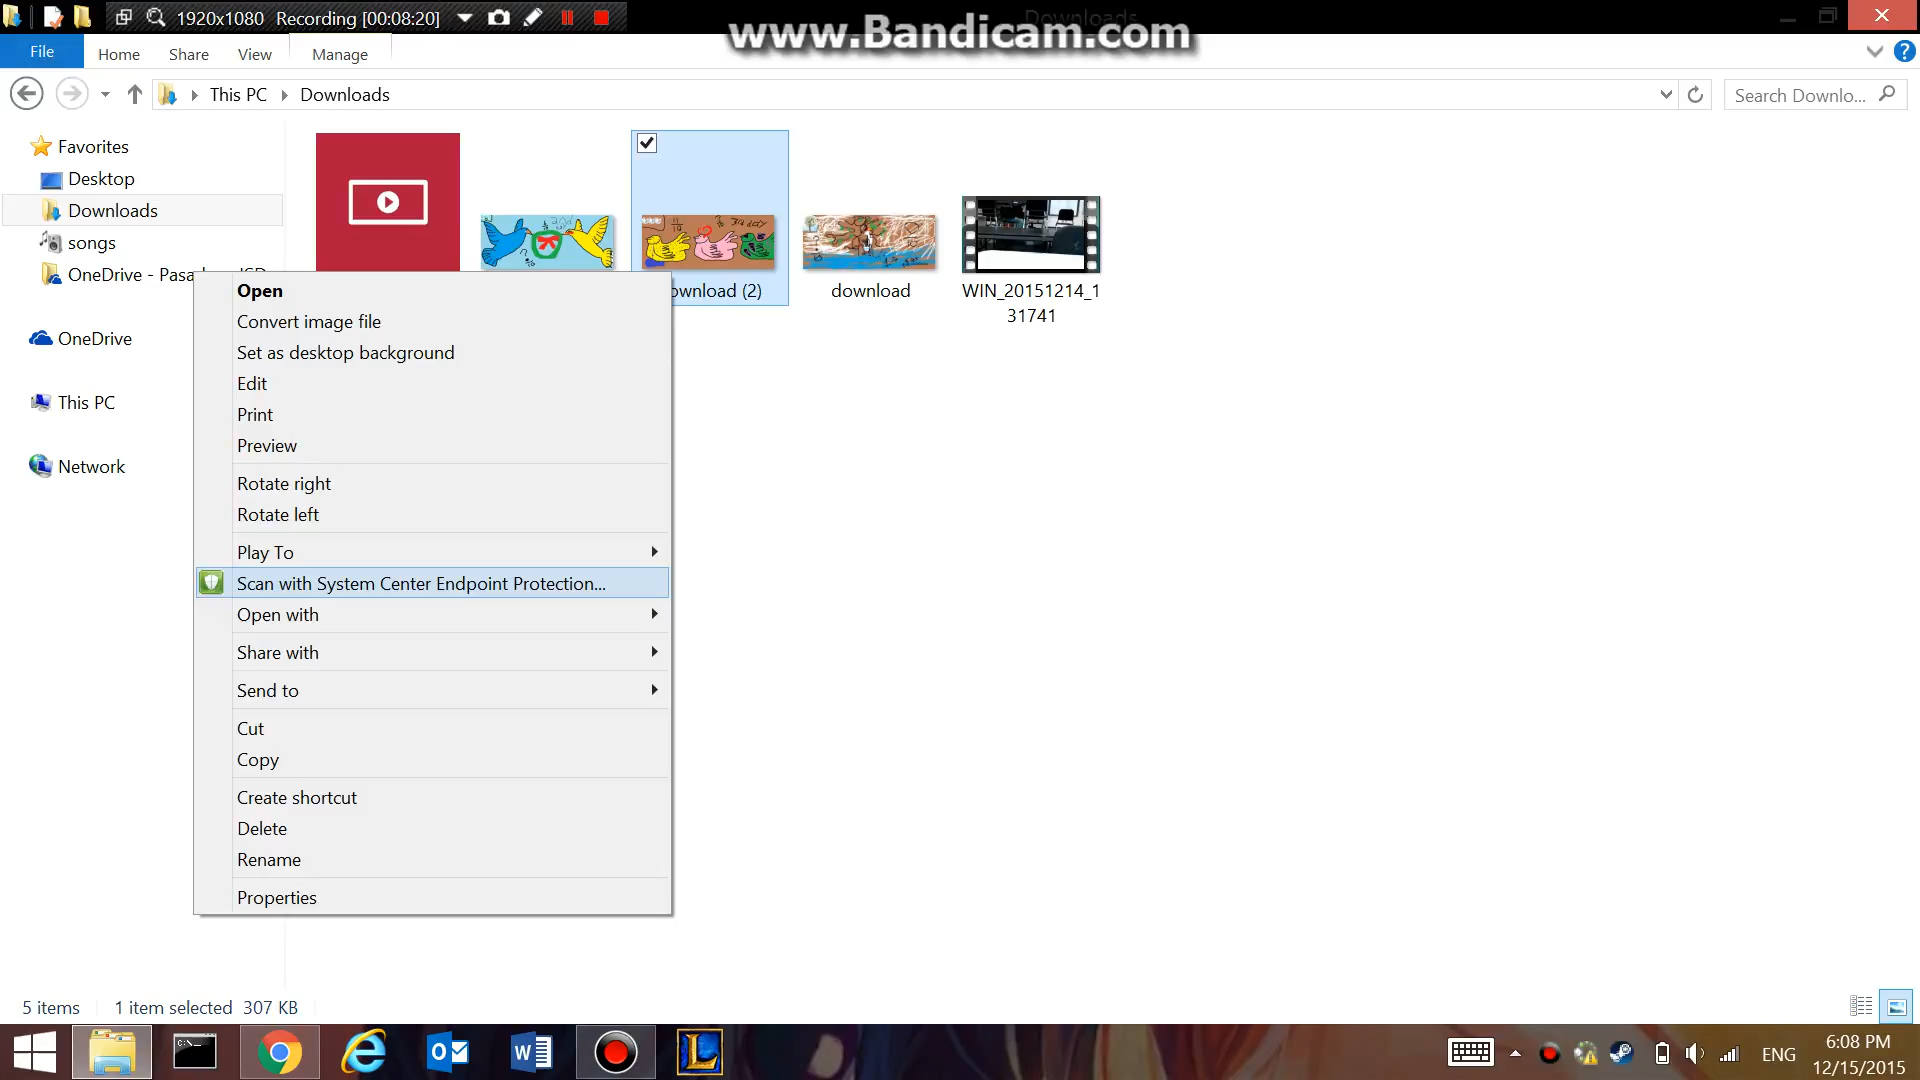 1920x1080 Recording [00:08:20]
www.Bandicam.com
Downloads
File Home Share View Manage
This PC Downloads
Search Downlo...
Favorites
Desktop
Downloads
songs
OneDrive
This PC
Network
ownload (2)
download
WIN_20151214_1
31741
Open
Convert image file
Set as desktop background
Edit
Print
Preview
Rotate right
Rotate left
Play To
Scan with System Center Endpoint Protection...
Open with
Share with
Send to
Cut
Copy
Create shortcut
Delete
Rename
Properties
5 items 1 item selected 307 KB
ENG
6:08 PM
12/15/2015